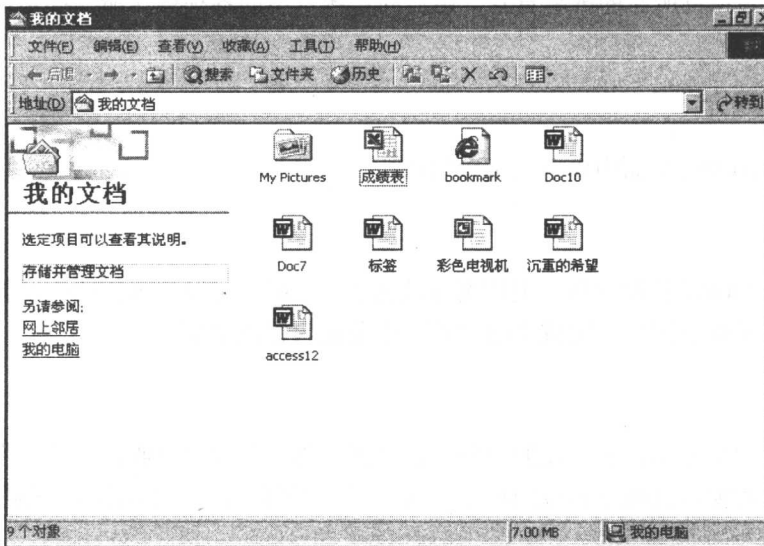 我的文档
文件(F) 编辑(E) 查看(V) 收藏(A) 工具(T) 帮助(H)
后退 搜索 文件夹 历史
地址(D) 我的文档 转到
My Pictures 成绩表 bookmark Doc10
我的文档
选定项目可以查看其说明。
Doc7 标签 彩色电视机 沉重的希望
存储并管理文档
另请参阅:
网上邻居
我的电脑
access12
9 个对象 7.00 MB 我的电脑